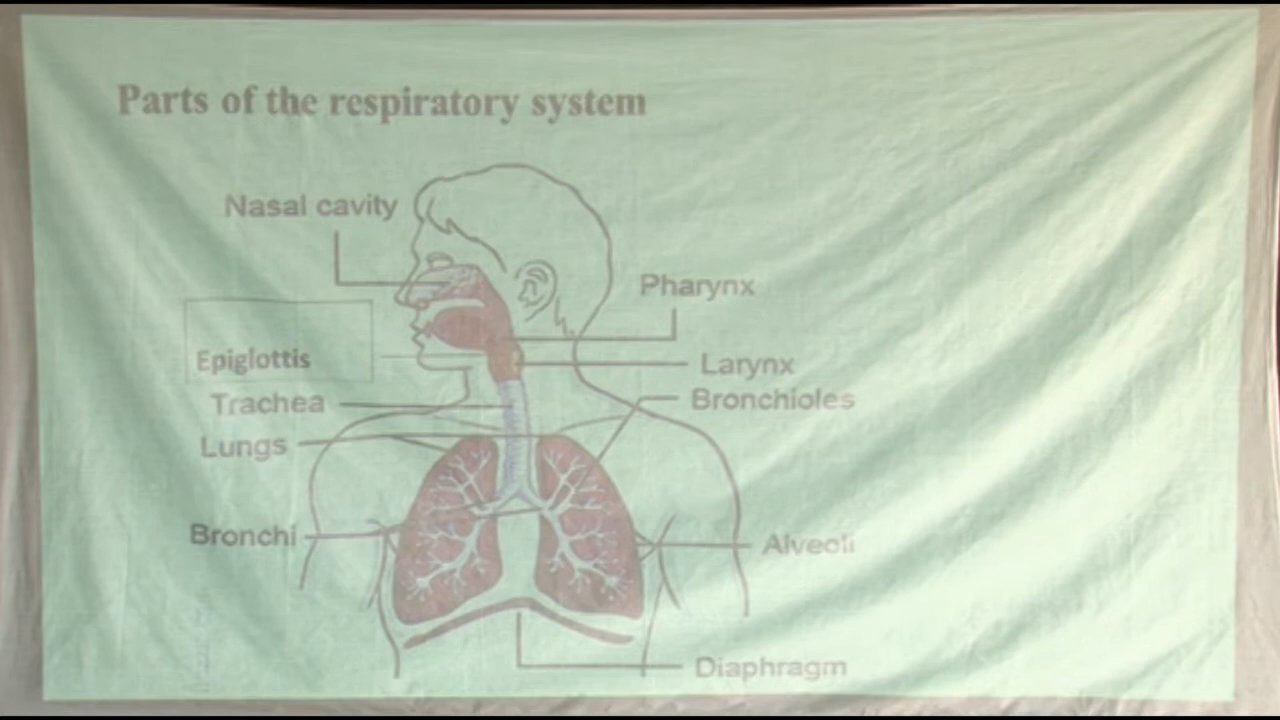 Parts of the respiratory system
Nasal cavity
Pharynx
Epiglottis
Larynx
Trachea
Bronchioles
Lungs
Bronchi
Alveoli
Diaphragm